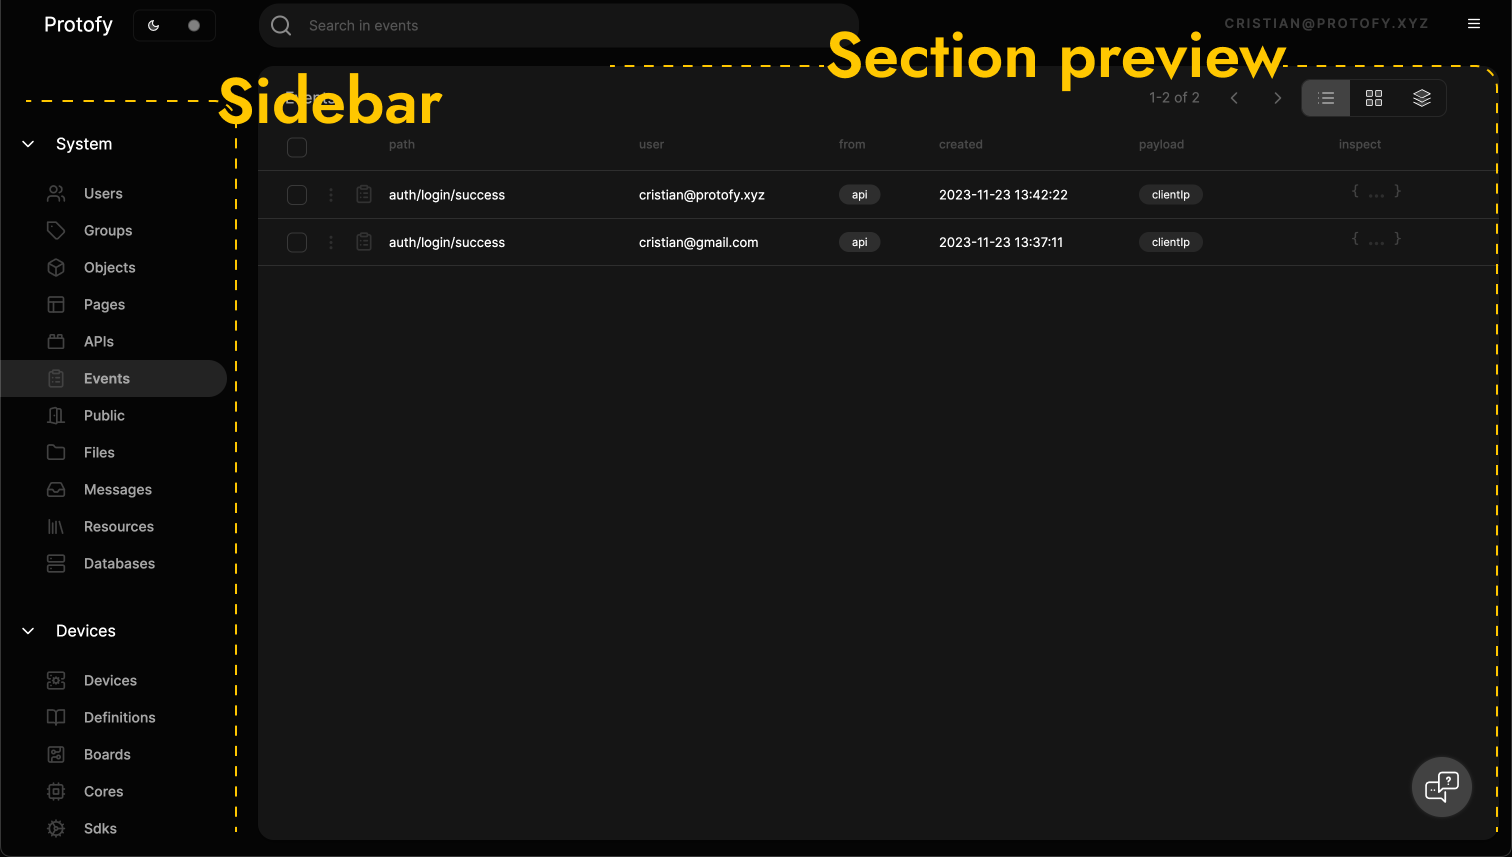 Protofy
Search in events
CRISTIAN@PROTOFY.XYZ
Section preview
Sidebar
Events
1-2 of 2
System
Users
Groups
Objects
Pages
APIs
Events
Public
Files
Messages
Resources
Databases
Devices
Devices
Definitions
Boards
Cores
Sdks
path user from created payload inspect
auth/login/success cristian@protofy.xyz api 2023-11-23 13:42:22 clientIp { ... }
auth/login/success cristian@gmail.com api 2023-11-23 13:37:11 clientIp { ... }